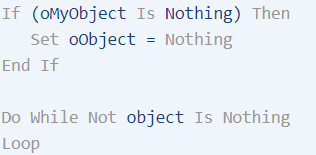 If (oMyObject Is Nothing) Then
   Set oObject = Nothing
End If

Do While Not object Is Nothing
Loop